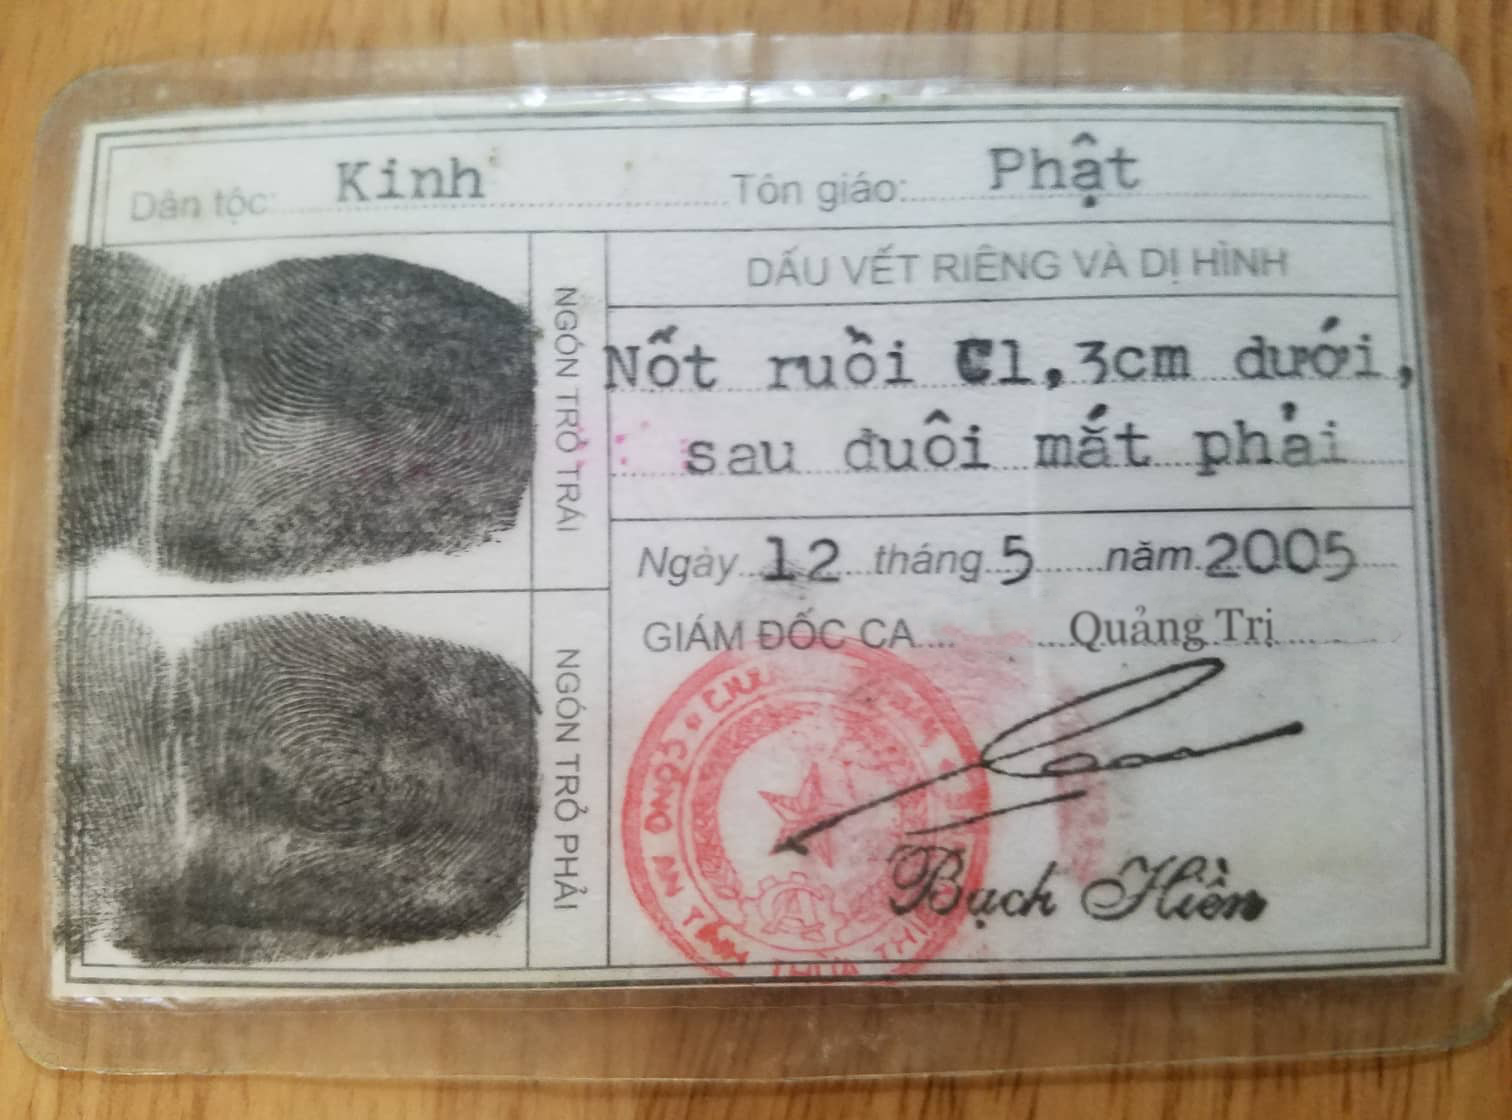 Dân tộc: Kinh Tôn giáo: Phật
NGÓN TRỎ TRÁI
NGÓN TRỎ PHẢI
DẤU VẾT RIÊNG VÀ DỊ HÌNH
Nốt ruồi C1,3cm dưới,
sau đuôi mắt phải
Ngày 12 tháng 5 năm 2005
GIÁM ĐỐC CA Quảng Trị
TỈNH THỪA
Bạch Hiền